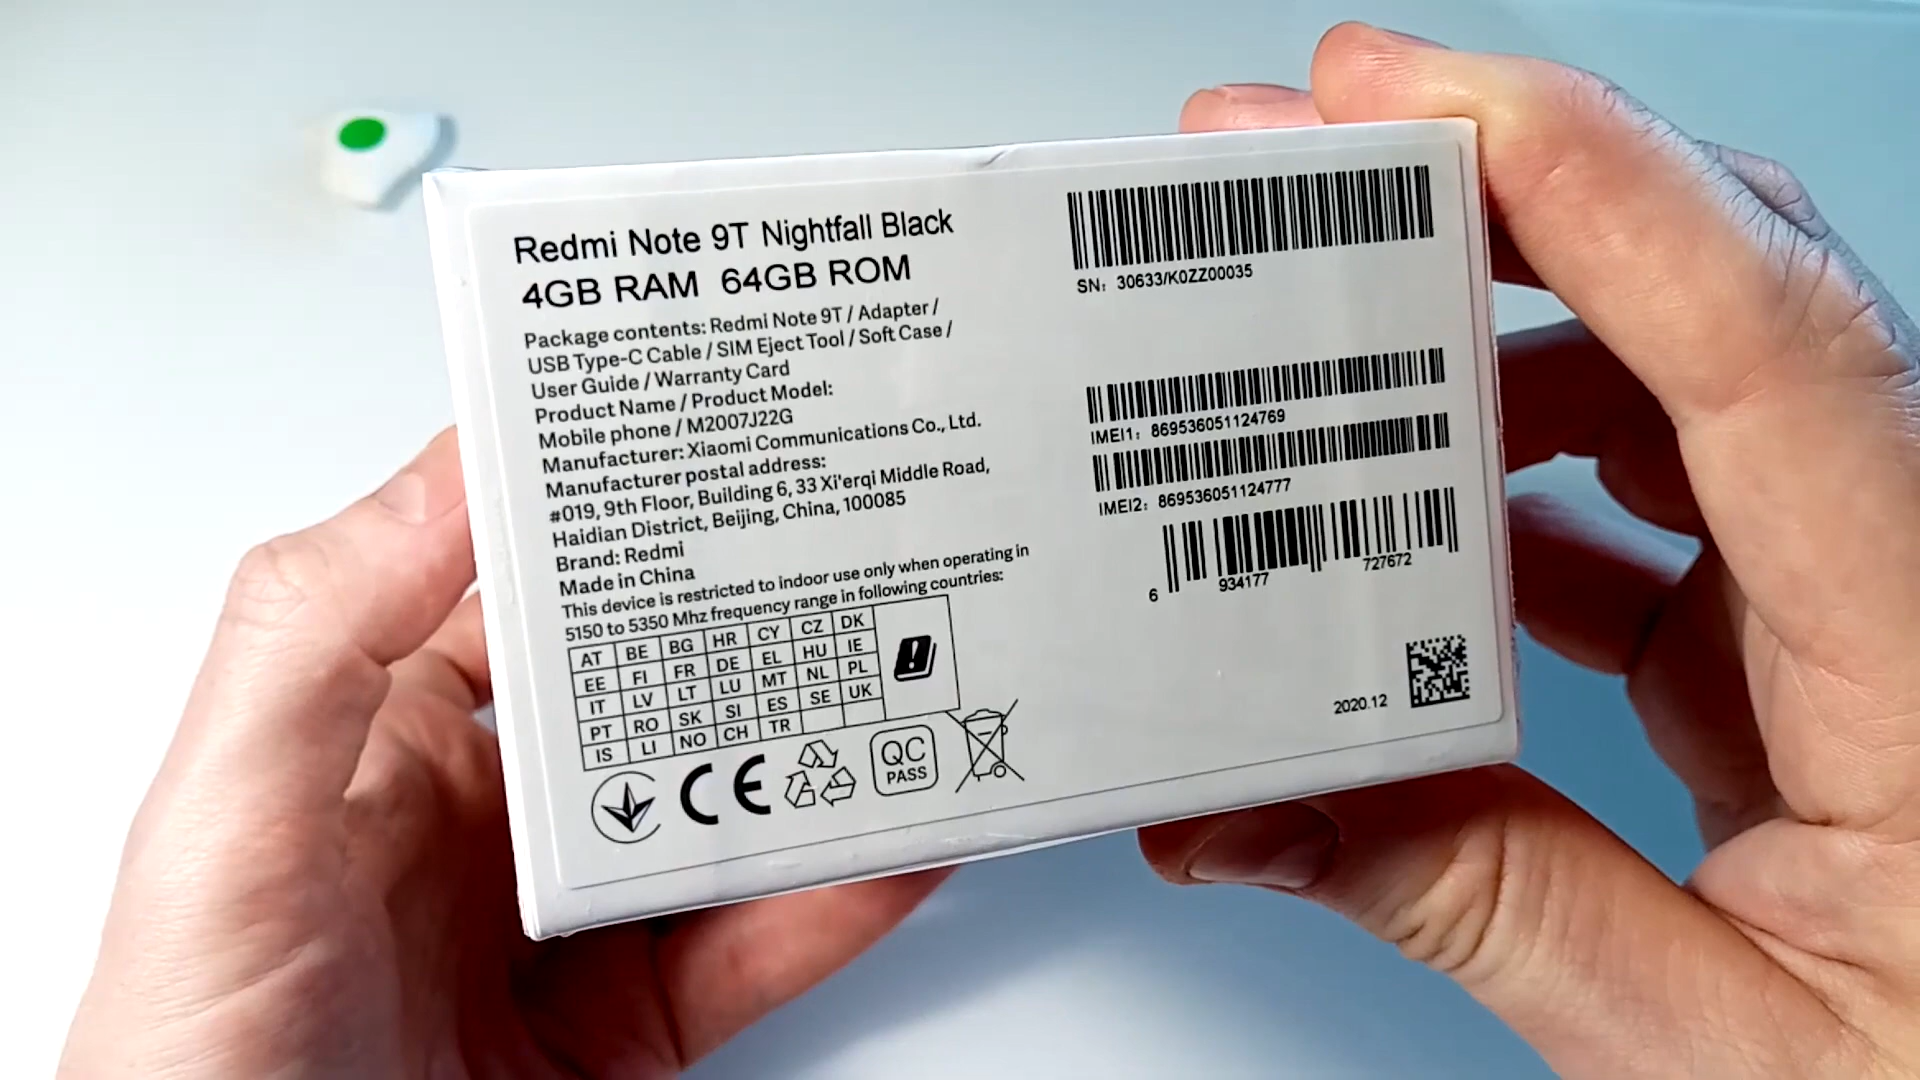 Redmi Note 9T Nightfall Black
4GB RAM 64GB ROM
Package contents: Redmi Note 9T / Adapter /
USB Type-C Cable / SIM Eject Tool / Soft Case /
User Guide / Warranty Card
Product Name / Product Model:
Mobile phone / M2007J22G
Manufacturer: Xiaomi Communications Co., Ltd.
Manufacturer postal address:
#019, 9th Floor, Building 6, 33 Xi'erqi Middle Road,
Haidian District, Beijing, China, 100085
Brand: Redmi
Made in China
This device is restricted to indoor use only when operating in
5150 to 5350 Mhz frequency range in following countries:
AT BE BG HR CY CZ DK
EE FI FR DE EL HU IE
IT LV LT LU MT NL PL
PT RO SK SI ES SE UK
IS LI NO CH TR
CE
QC
PASS
SN: 30633/K0ZZ00035
IMEI1: 869536051124769
IMEI2: 869536051124777
6 934177 727672
2020.12